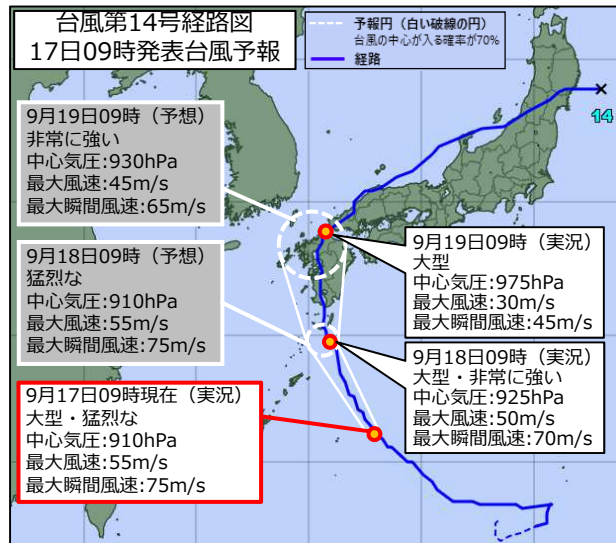 台風第14号経路図
17日09時発表台風予報
予報円（白い破線の円）
台風の中心が入る確率が70%
経路
14
9月19日09時（予想）
非常に強い
中心気圧:930hPa
最大風速:45m/s
最大瞬間風速:65m/s
9月18日09時（予想）
猛烈な
中心気圧:910hPa
最大風速:55m/s
最大瞬間風速:75m/s
9月17日09時現在（実況）
大型・猛烈な
中心気圧:910hPa
最大風速:55m/s
最大瞬間風速:75m/s
9月19日09時（実況）
大型
中心気圧:975hPa
最大風速:30m/s
最大瞬間風速:45m/s
9月18日09時（実況）
大型・非常に強い
中心気圧:925hPa
最大風速:50m/s
最大瞬間風速:70m/s